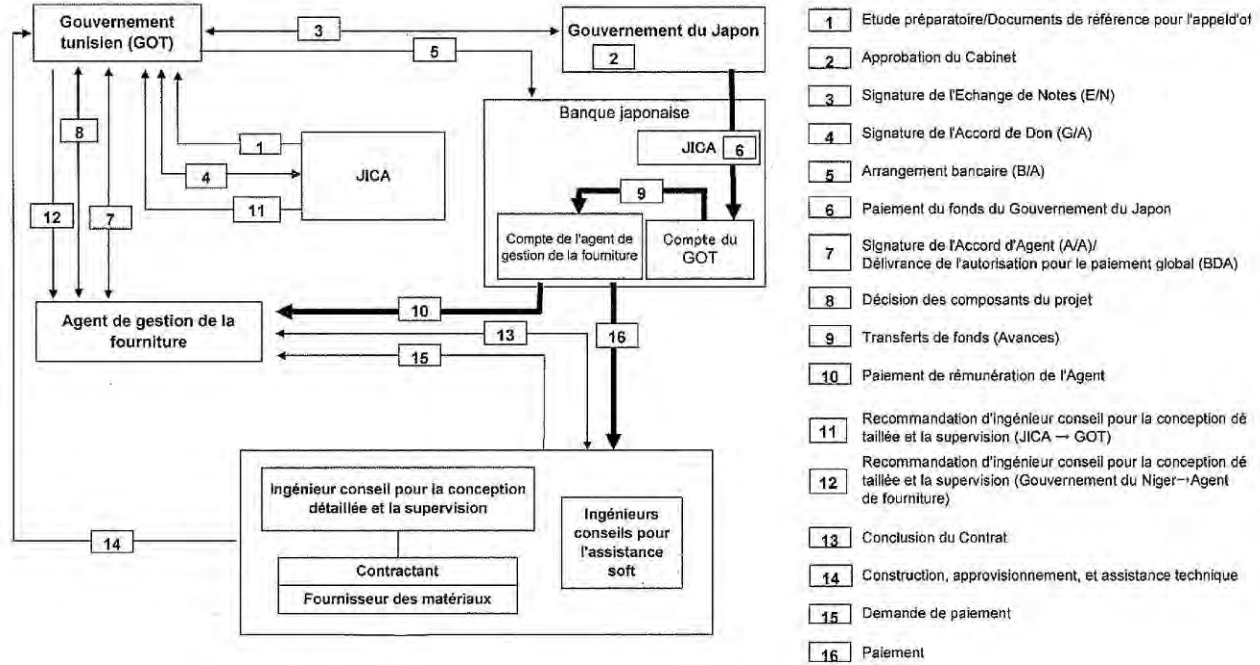 Gouvernement
tunisien (GOT)
3
5
Gouvernement du Japon
2
Banque japonaise
JICA 6
9
Compte de l'agent de
gestion de la fourniture
Compte du
GOT
8
1
4
JICA
11
12
7
Agent de gestion de la
fourniture
10
13
15
16
Ingénieur conseil pour la conception
détaillée et la supervision
Contractant
Fournisseur des matériaux
Ingénieurs
conseils pour
l'assistance
soft
14
1 Etude préparatoire/Documents de référence pour l'appeld'of
2 Approbation du Cabinet
3 Signature de l'Echange de Notes (E/N)
4 Signature de l'Accord de Don (G/A)
5 Arrangement bancaire (B/A)
6 Paiement du fonds du Gouvernement du Japon
7 Signature de l'Accord d'Agent (A/A)/
Délivrance de l'autorisation pour le paiement global (BDA)
8 Décision des composants du projet
9 Transferts de fonds (Avances)
10 Paiement de rémunération de l'Agent
11 Recommandation d'ingénieur conseil pour la conception dé
taillée et la supervision (JICA → GOT)
12 Recommandation d'ingénieur conseil pour la conception dé
taillée et la supervision (Gouvernement du Niger→Agent
de fourniture)
13 Conclusion du Contrat
14 Construction, approvisionnement, et assistance technique
15 Demande de paiement
16 Paiement